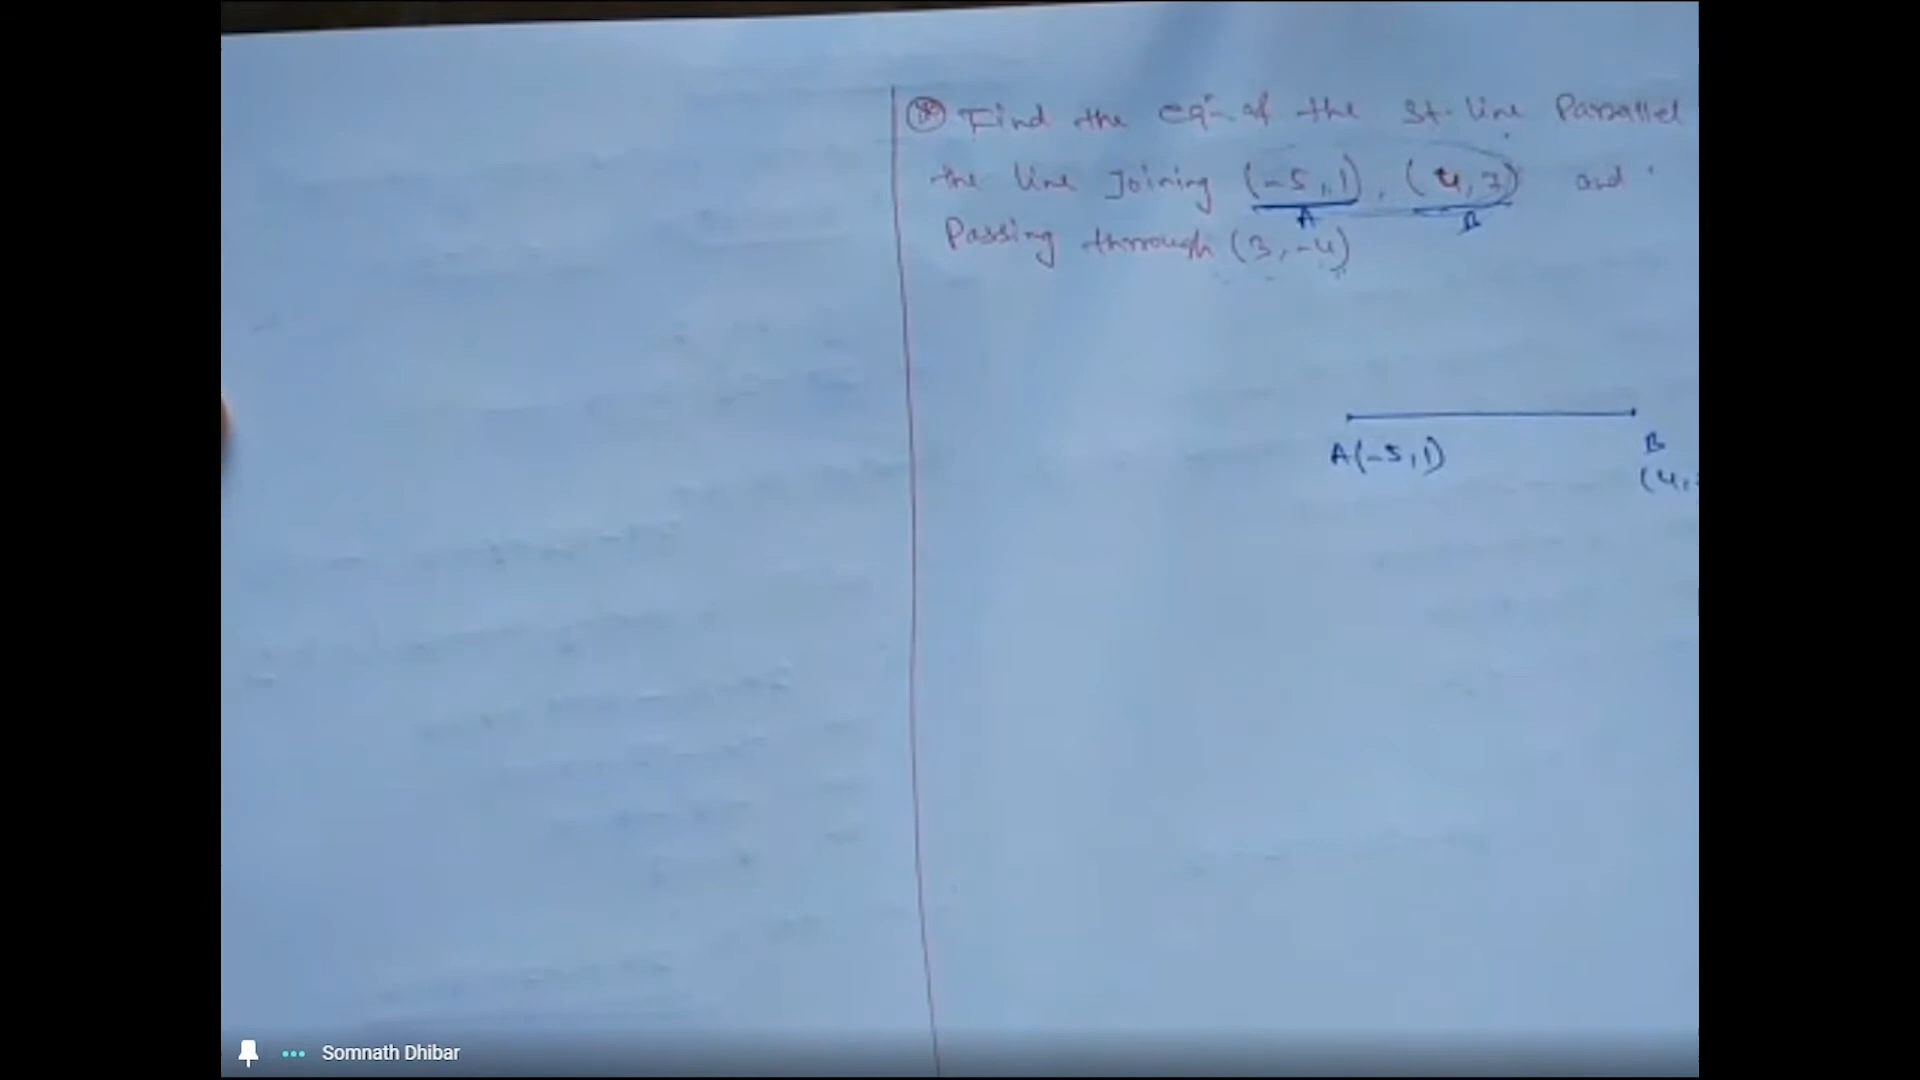 * Find the eqn. of the St. line Parallel
the line Joining (-5,1), (4,3) and
A B
Passing through (3,-4)
A(-5,1) B
(4,
Somnath Dhibar